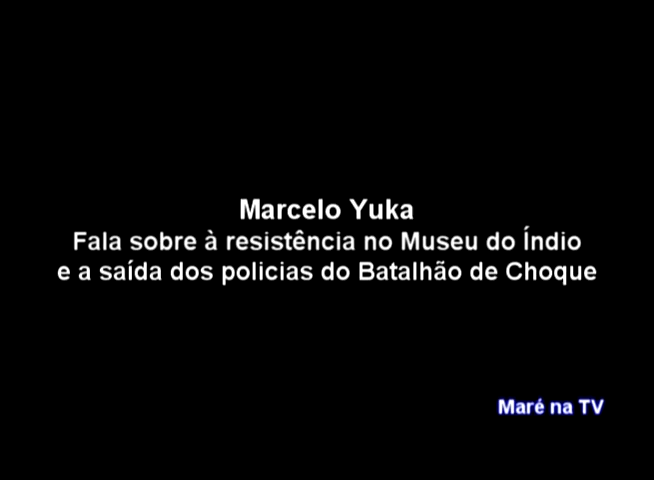 Marcelo Yuka
Fala sobre à resistência no Museu do Índio
e a saída dos policias do Batalhão de Choque
Maré na TV